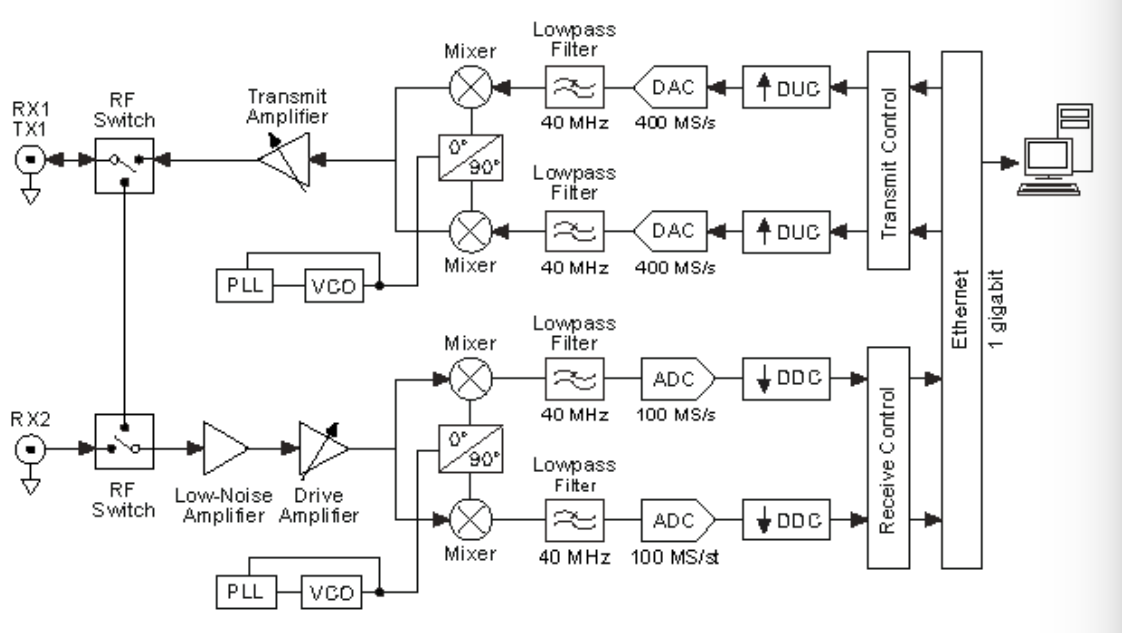 Lowpass
Filter
Mixer
DAC
DUC
40 MHz
400 MS/s
RX1
TX1
RF
Switch
Transmit
Amplifier
0°
90°
Transmit Control
Lowpass
Filter
DAC
DUC
Mixer
40 MHz
400 MS/s
PLL
VCO
Ethernet
1 gigabit
Lowpass
Filter
Mixer
ADC
DDC
40 MHz
100 MS/s
RX2
RF
Switch
Low-Noise
Amplifier
Drive
Amplifier
0°
90°
Receive Control
Lowpass
Filter
ADC
DDC
Mixer
40 MHz
100 MS/st
PLL
VCO